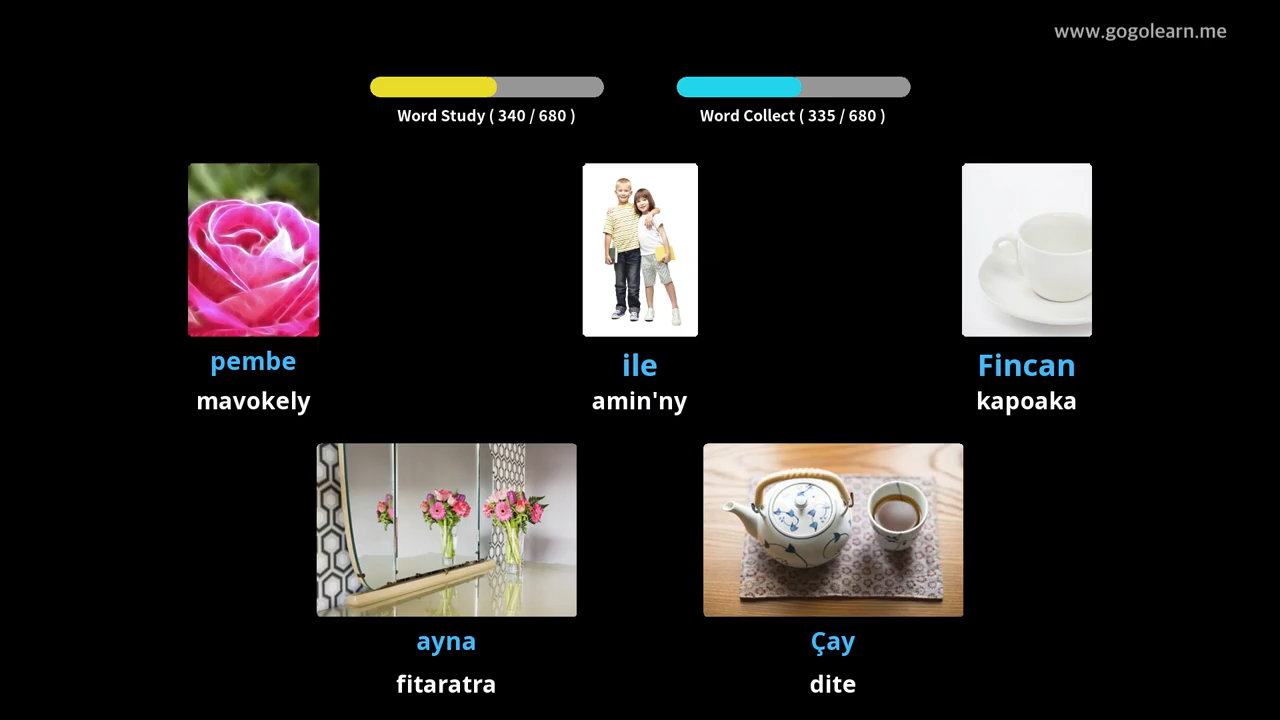 www.gogolearn.me
Word Study ( 340 / 680 )
Word Collect ( 335 / 680 )
pembe
mavokely
ile
amin'ny
Fincan
kapoaka
ayna
fitaratra
Çay
dite